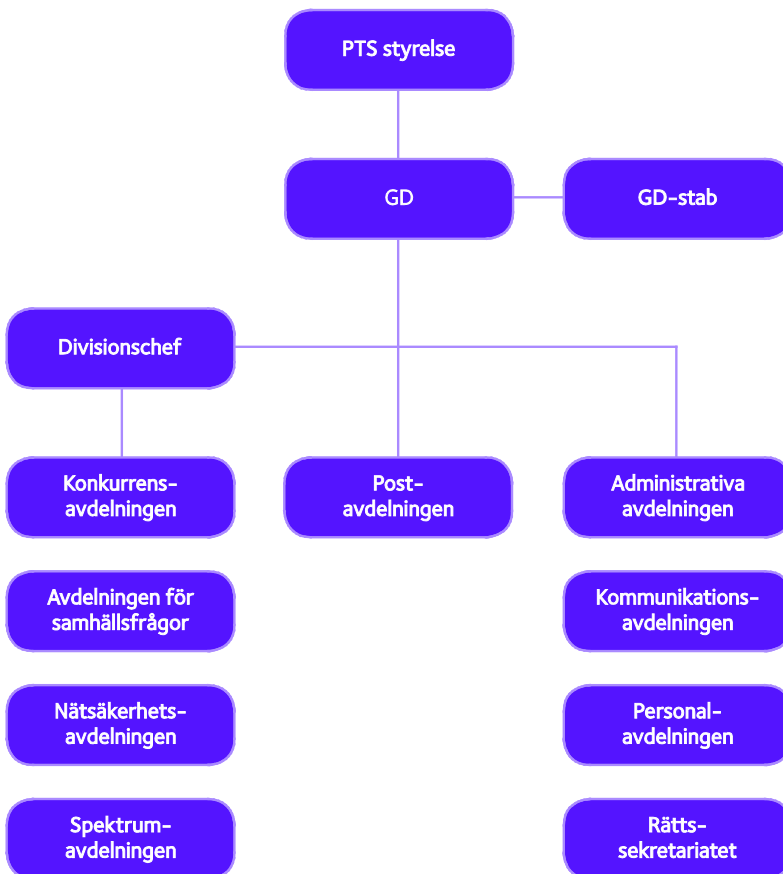 PTS styrelse
GD
GD-stab
Divisionschef
Konkurrens-
avdelningen
Post-
avdelningen
Administrativa
avdelningen
Avdelningen för
samhällsfrågor
Kommunikations-
avdelningen
Nätsäkerhets-
avdelningen
Personal-
avdelningen
Spektrum-
avdelningen
Rätts-
sekretariatet